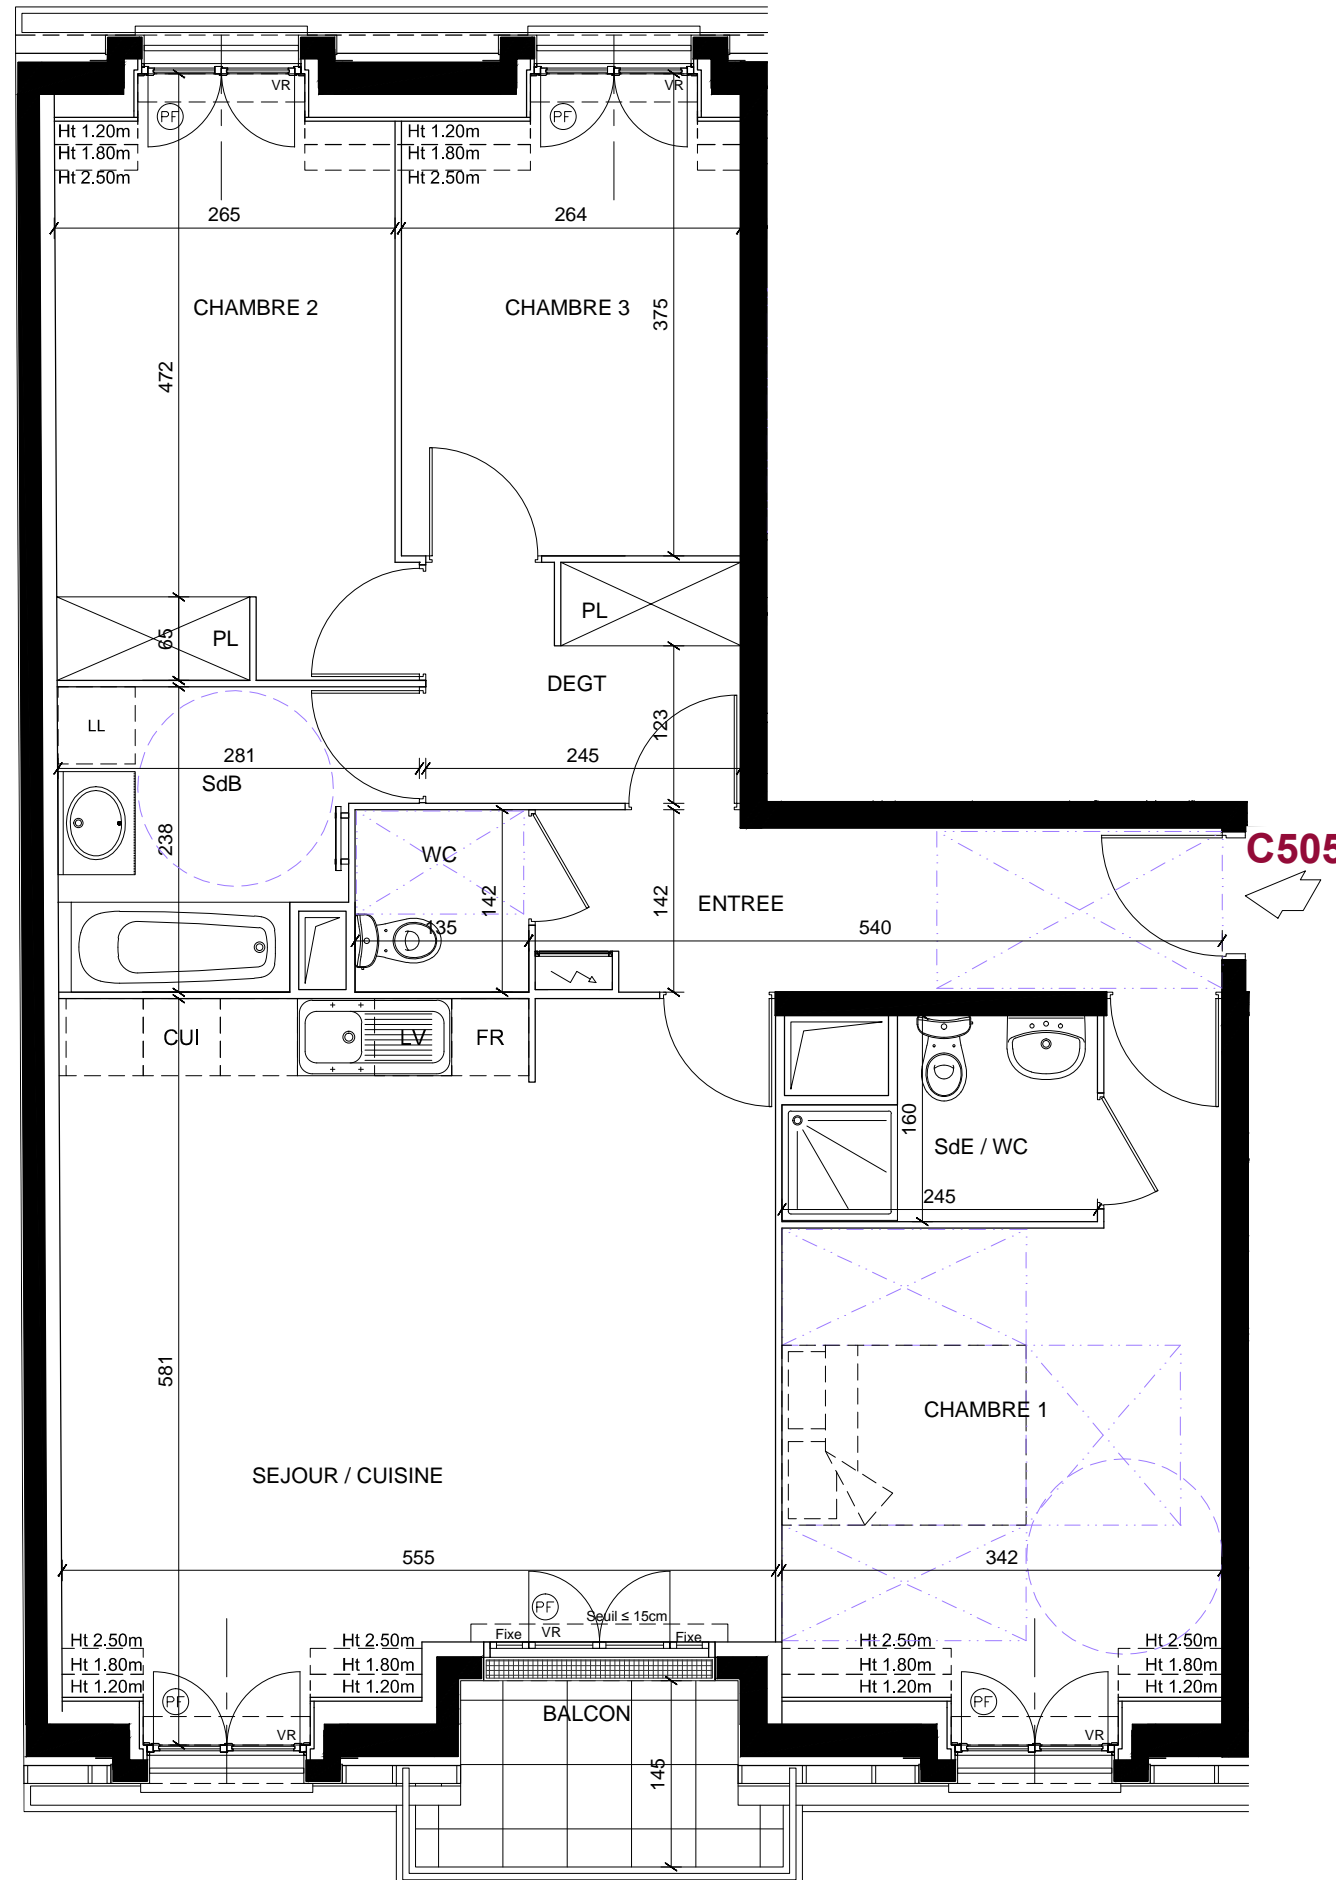 VR
VR
PF
PF
Ht 1.20m
Ht 1.80m
Ht 2.50m
Ht 1.20m
Ht 1.80m
Ht 2.50m
265
264
CHAMBRE 2
CHAMBRE 3
375
472
PL
65
PL
DEGT
LL
123
281
245
SdB
238
WC
142
142
135
ENTREE
540
C505
CUI
LV
FR
160
SdE / WC
245
581
CHAMBRE 1
SEJOUR / CUISINE
555
342
PF
Seuil ≤ 15cm
Fixe
VR
Fixe
Ht 2.50m
Ht 1.80m
Ht 1.20m
Ht 2.50m
Ht 1.80m
Ht 1.20m
Ht 2.50m
Ht 1.80m
Ht 1.20m
Ht 2.50m
Ht 1.80m
Ht 1.20m
PF
PF
BALCON
VR
VR
145